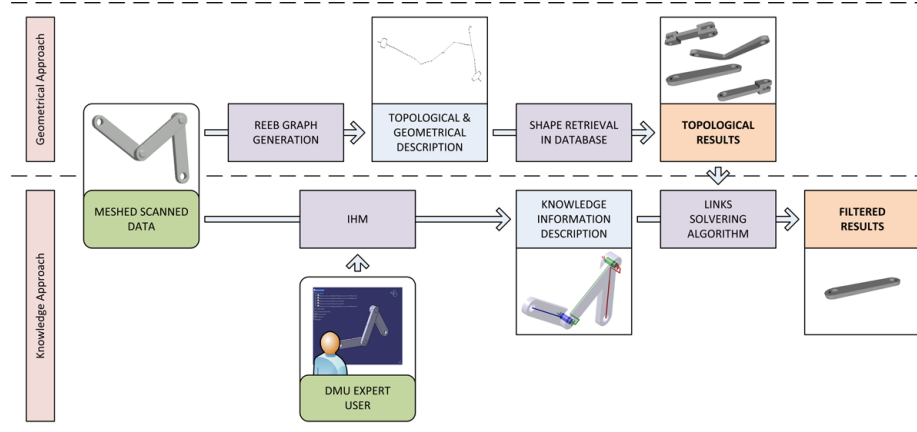 Geometrical Approach
REEB GRAPH
GENERATION
TOPOLOGICAL &
GEOMETRICAL
DESCRIPTION
SHAPE RETRIEVAL
IN DATABASE
TOPOLOGICAL
RESULTS
MESHED SCANNED
DATA
Knowledge Approach
IHM
KNOWLEDGE
INFORMATION
DESCRIPTION
LINKS
SOLVERING
ALGORITHM
FILTERED
RESULTS
DMU EXPERT
USER